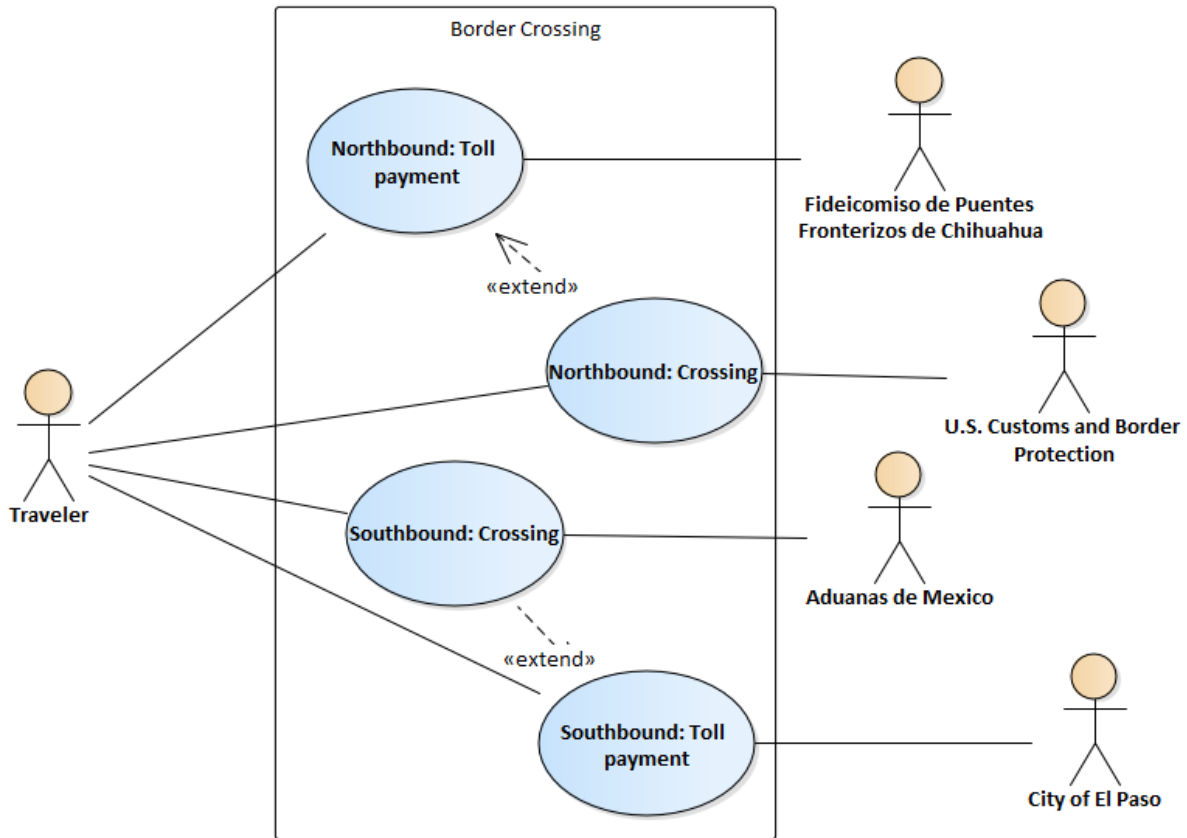 Border Crossing
Northbound: Toll
payment
Fideicomiso de Puentes
Fronterizos de Chihuahua
«extend»
Northbound: Crossing
U.S. Customs and Border
Protection
Traveler
Southbound: Crossing
Aduanas de Mexico
«extend»
Southbound: Toll
payment
City of El Paso